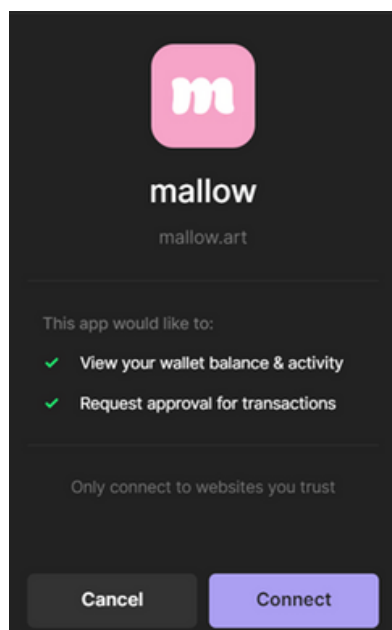 m
mallow
mallow.art
This app would like to:
View your wallet balance & activity
Request approval for transactions
Only connect to websites you trust
Cancel
Connect